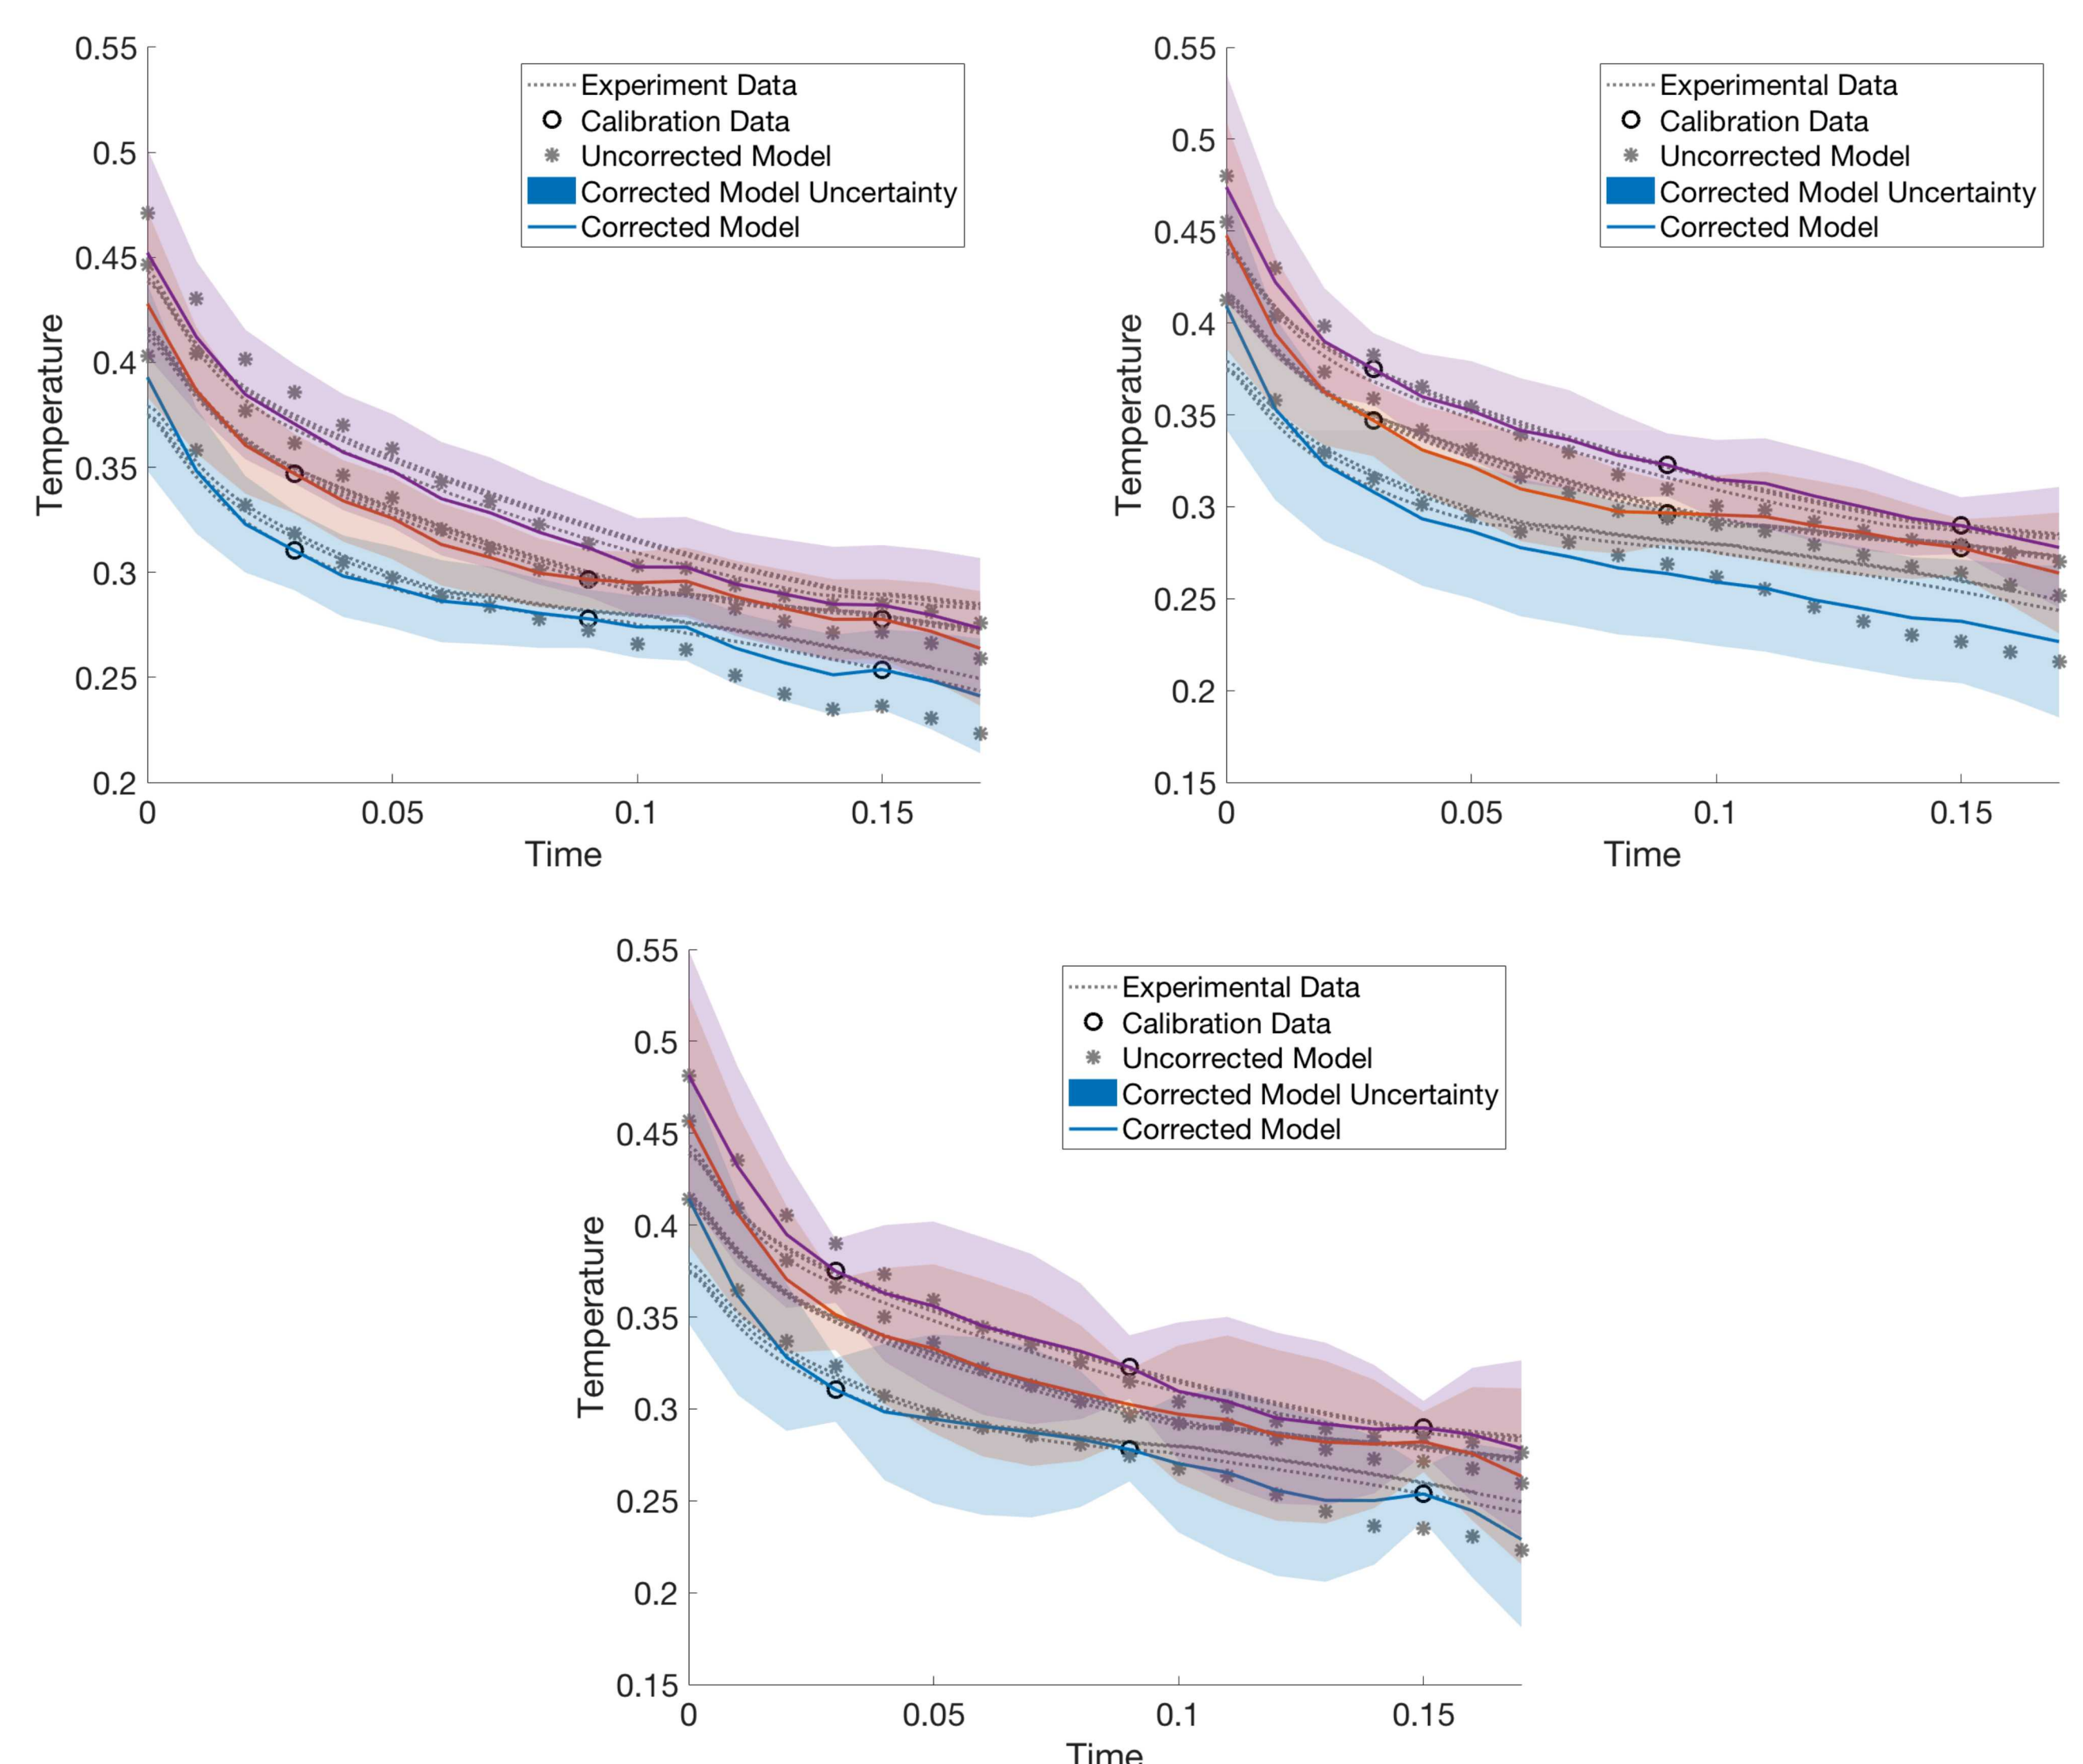 0.55
0.5
0.45
0.4
0.35
0.3
0.25
0.2
Temperature
0 0.05 0.1 0.15
Time
Experiment Data
Calibration Data
Uncorrected Model
Corrected Model Uncertainty
Corrected Model
0.55
0.5
0.45
0.4
0.35
0.3
0.25
0.2
0.15
Temperature
0 0.05 0.1 0.15
Time
Experimental Data
Calibration Data
Uncorrected Model
Corrected Model Uncertainty
Corrected Model
0.55
0.5
0.45
0.4
0.35
0.3
0.25
0.2
0.15
Temperature
0 0.05 0.1 0.15
Time
Experimental Data
Calibration Data
Uncorrected Model
Corrected Model Uncertainty
Corrected Model